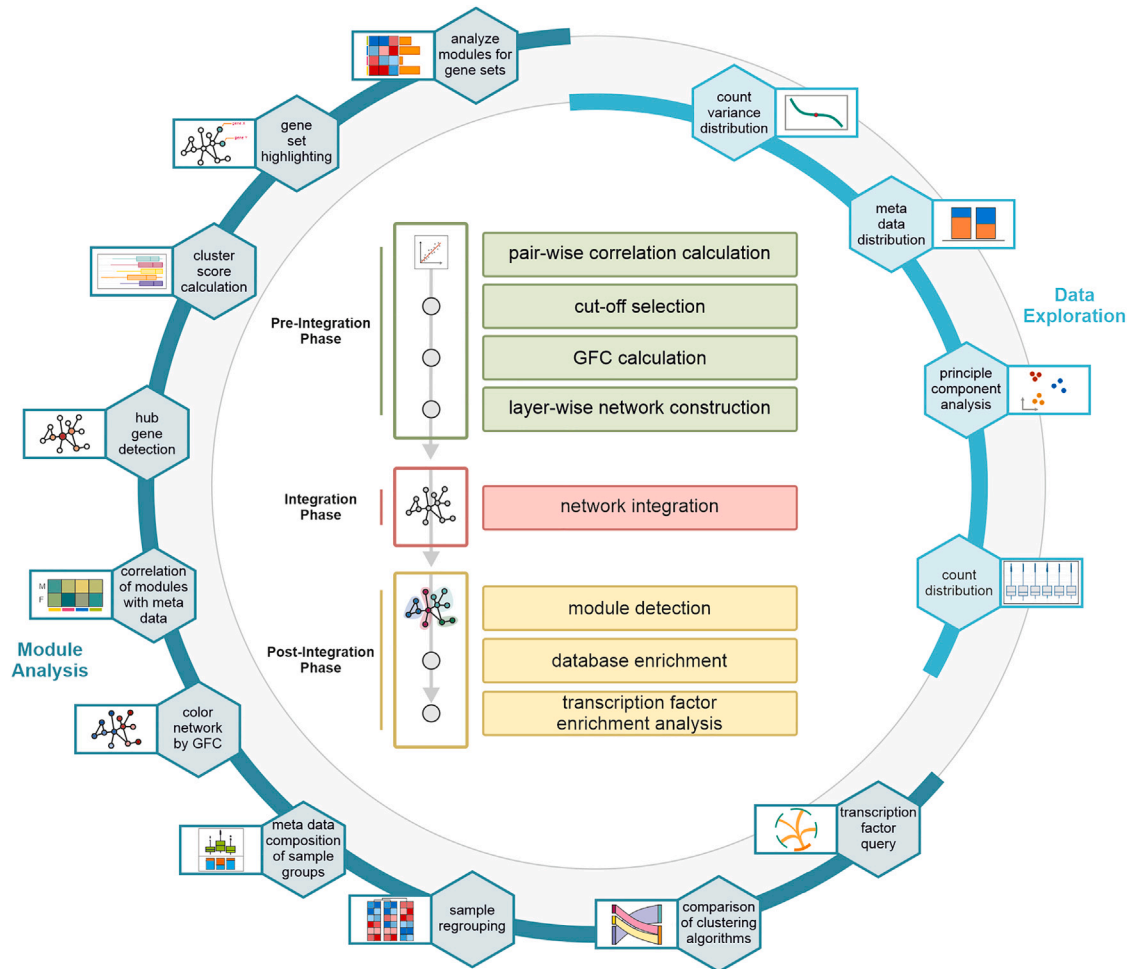 analyze
modules for
gene sets
count
variance
distribution
gene
set
highlighting
meta
data
distribution
cluster
score
calculation
Data
Exploration
principle
component
analysis
hub
gene
detection
count
distribution
correlation
of modules
with meta
data
M
F
Module
Analysis
color
network
by GFC
meta data
composition
of sample
groups
sample
regrouping
comparison
of clustering
algorithms
transcription
factor
query
Pre-Integration
Phase
pair-wise correlation calculation
cut-off selection
GFC calculation
layer-wise network construction
Integration
Phase
network integration
Post-Integration
Phase
module detection
database enrichment
transcription factor
enrichment analysis